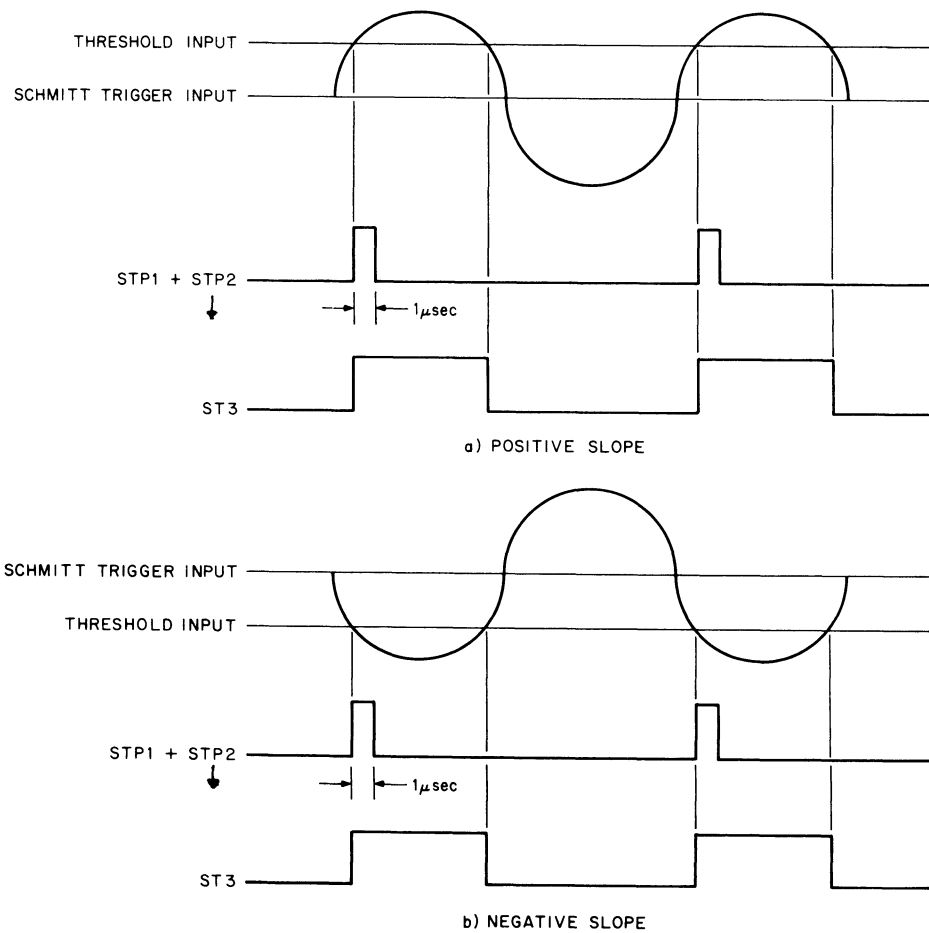 THRESHOLD INPUT
SCHMITT TRIGGER INPUT
STP1 + STP2
1μsec
ST3
a) POSITIVE SLOPE
SCHMITT TRIGGER INPUT
THRESHOLD INPUT
STP1 + STP2
1μsec
ST3
b) NEGATIVE SLOPE